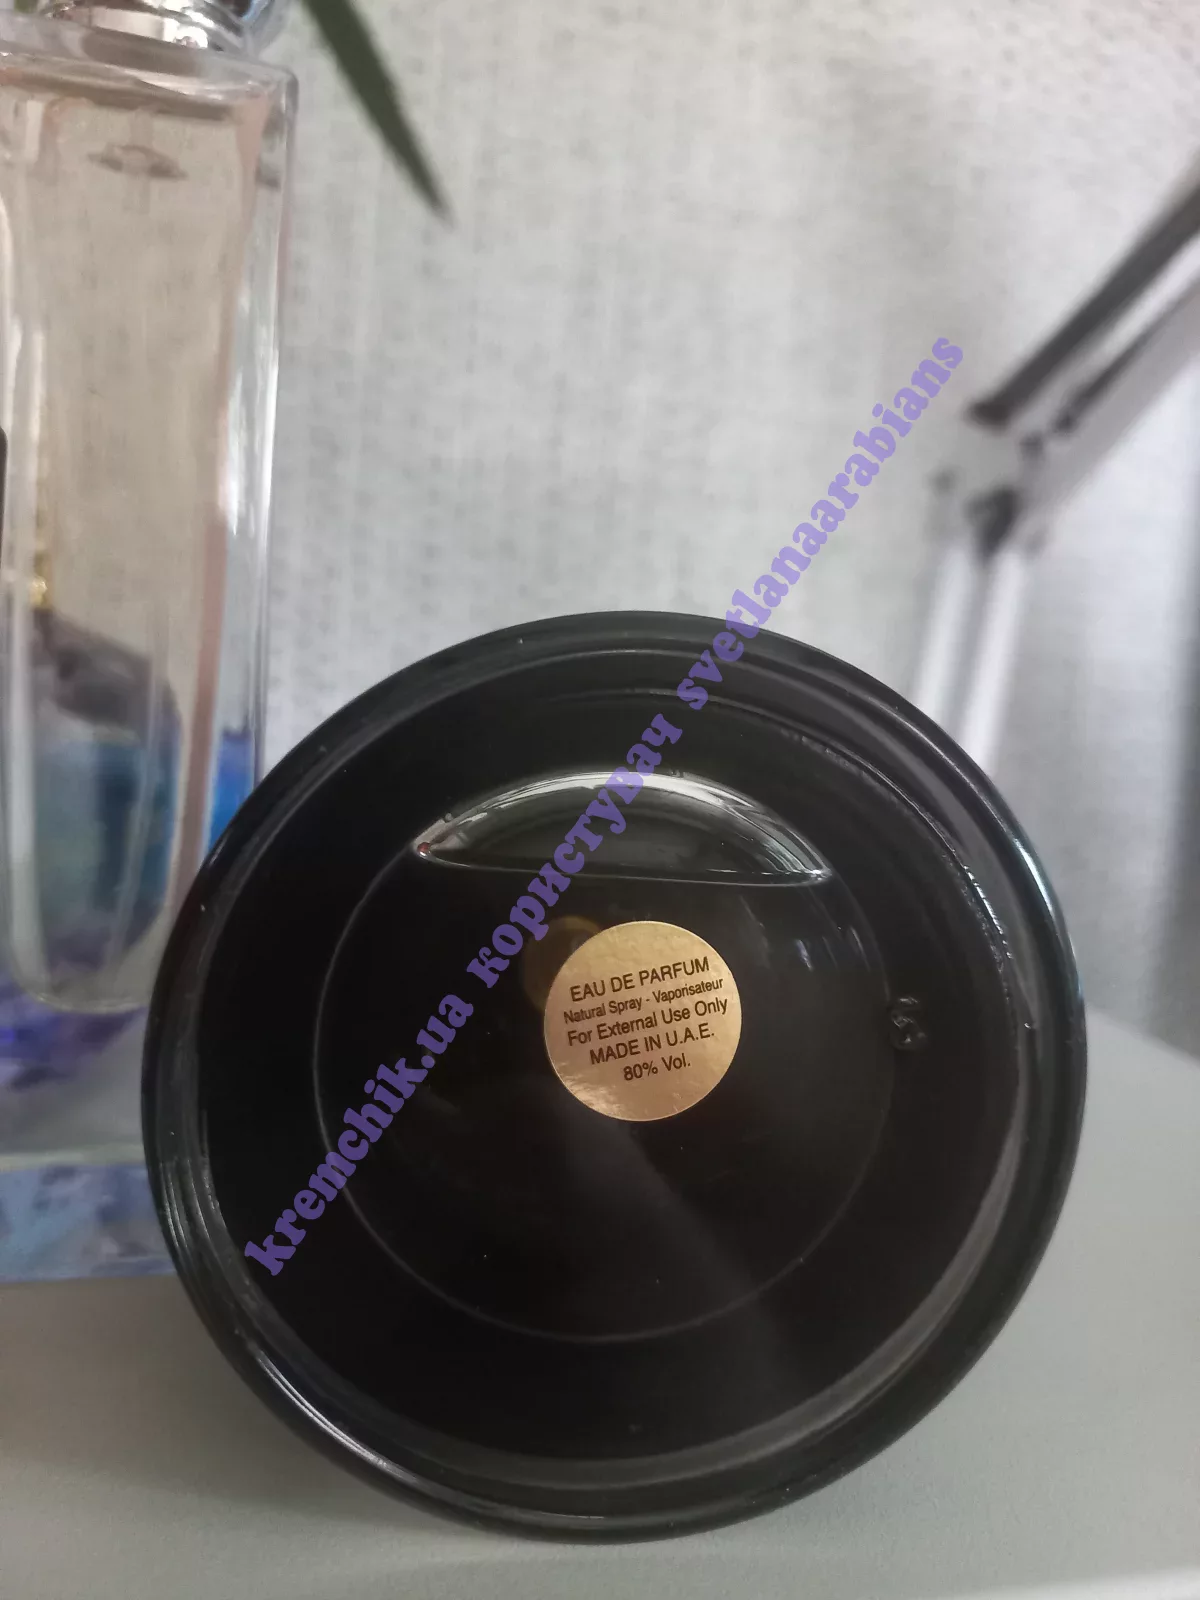 kremchik.ua користувач svetlanaarabians
EAU DE PARFUM
Natural Spray - Vaporisateur
For External Use Only
MADE IN U.A.E.
80% Vol.